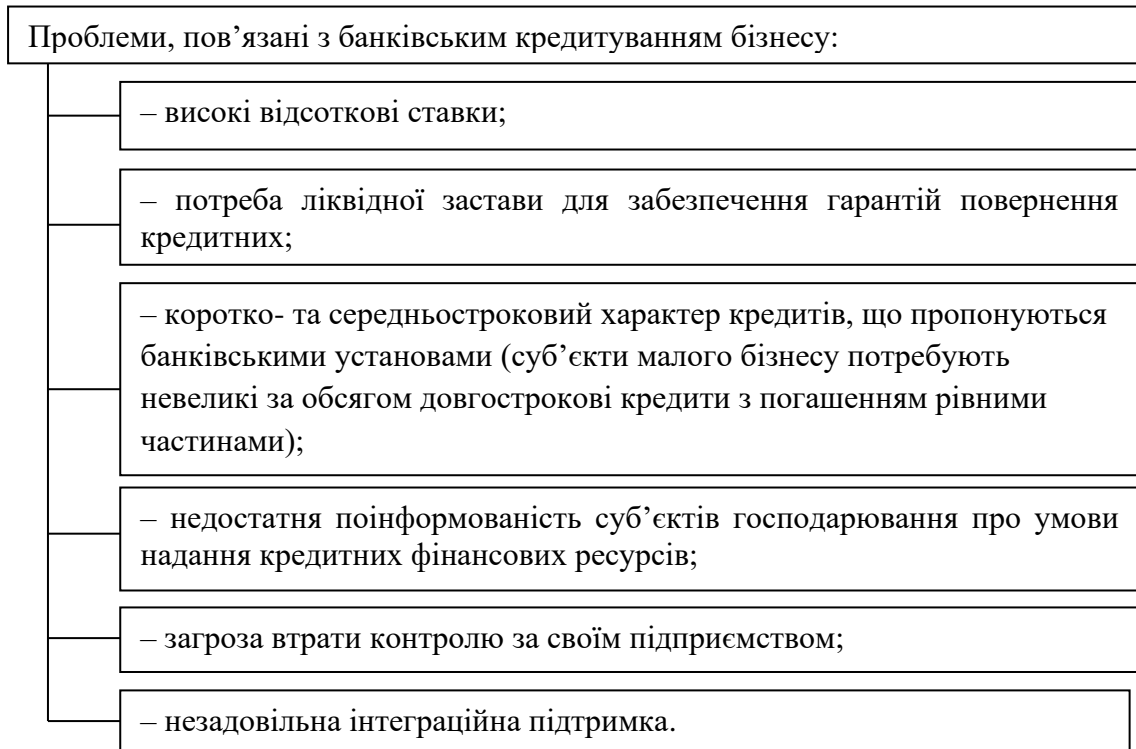 Проблеми, пов’язані з банківським кредитуванням бізнесу:
– високі відсоткові ставки;
– потреба ліквідної застави для забезпечення гарантій повернення
кредитних;
– коротко- та середньостроковий характер кредитів, що пропонуються
банківськими установами (суб’єкти малого бізнесу потребують
невеликі за обсягом довгострокові кредити з погашенням рівними
частинами);
– недостатня поінформованість суб’єктів господарювання про умови
надання кредитних фінансових ресурсів;
– загроза втрати контролю за своїм підприємством;
– незадовільна інтеграційна підтримка.